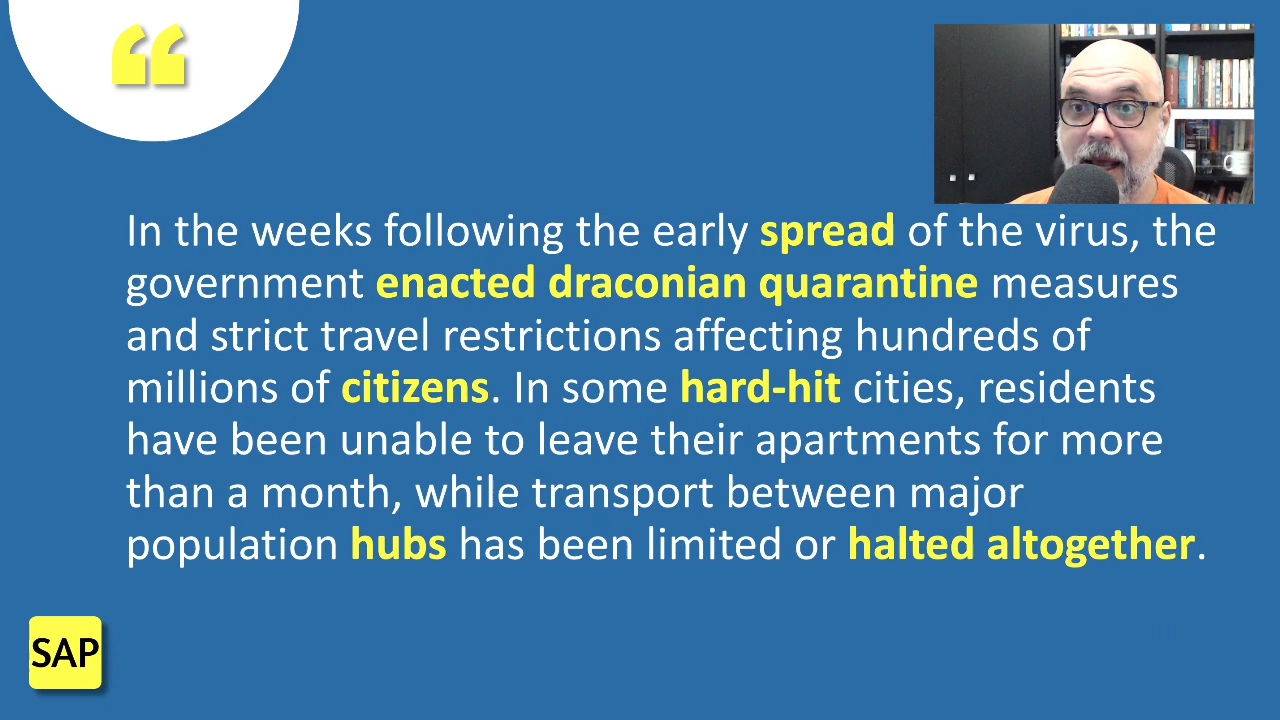 “
In the weeks following the early spread of the virus, the
government enacted draconian quarantine measures
and strict travel restrictions affecting hundreds of
millions of citizens. In some hard-hit cities, residents
have been unable to leave their apartments for more
than a month, while transport between major
population hubs has been limited or halted altogether.
SAP